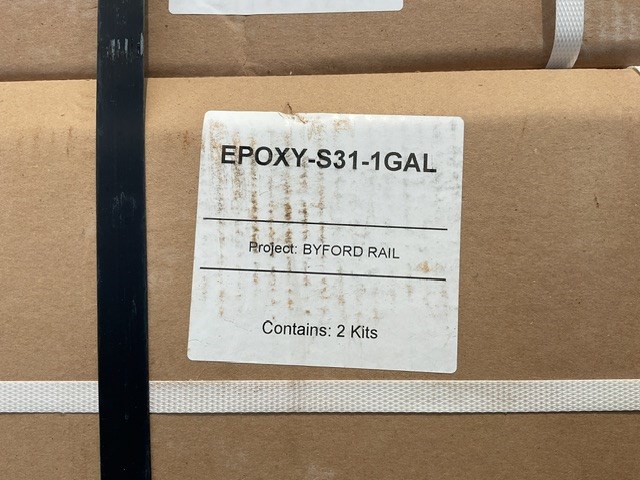 EPOXY-S31-1GAL
Project: BYFORD RAIL
Contains: 2 Kits